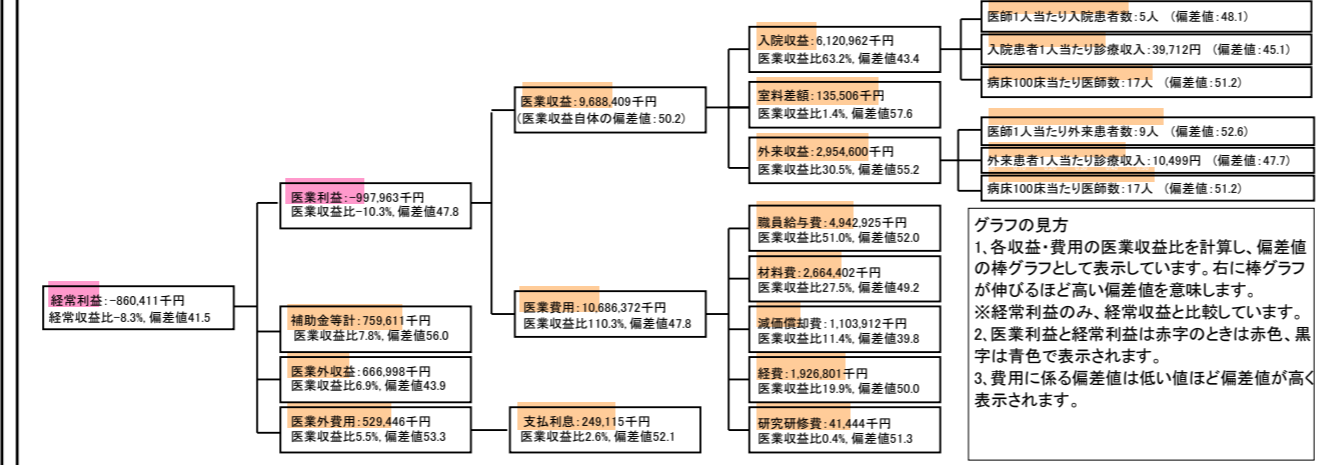 経常利益:-860,411千円
経常収益比-8.3%, 偏差値41.5
医業利益:-997,963千円
医業収益比-10.3%, 偏差値47.8
補助金等計:759,611千円
医業収益比7.8%, 偏差値56.0
医業外収益:666,998千円
医業収益比6.9%, 偏差値43.9
医業外費用:529,446千円
医業収益比5.5%, 偏差値53.3
医業収益:9,688,409千円
(医業収益自体の偏差値:50.2)
医業費用:10,686,372千円
医業収益比110.3%, 偏差値47.8
支払利息:249,115千円
医業収益比2.6%, 偏差値52.1
入院収益:6,120,962千円
医業収益比63.2%, 偏差値43.4
室料差額:135,506千円
医業収益比1.4%, 偏差値57.6
外来収益:2,954,600千円
医業収益比30.5%, 偏差値55.2
職員給与費:4,942,925千円
医業収益比51.0%, 偏差値52.0
材料費:2,664,402千円
医業収益比27.5%, 偏差値49.2
減価償却費:1,103,912千円
医業収益比11.4%, 偏差値39.8
経費:1,926,801千円
医業収益比19.9%, 偏差値50.0
研究研修費:41,444千円
医業収益比0.4%, 偏差値51.3
医師1人当たり入院患者数:5人 (偏差値:48.1)
入院患者1人当たり診療収入:39,712円 (偏差値:45.1)
病床100床当たり医師数:17人 (偏差値:51.2)
医師1人当たり外来患者数:9人 (偏差値:52.6)
外来患者1人当たり診療収入:10,499円 (偏差値:47.7)
病床100床当たり医師数:17人 (偏差値:51.2)
グラフの見方
1、各収益・費用の医業収益比を計算し、偏差値
の棒グラフとして表示しています。右に棒グラフ
が伸びるほど高い偏差値を意味します。
※経常利益のみ、経常収益と比較しています。
2、医業利益と経常利益は赤字のときは赤色、黒
字は青色で表示されます。
3、費用に係る偏差値は低い値ほど偏差値が高く
表示されます。